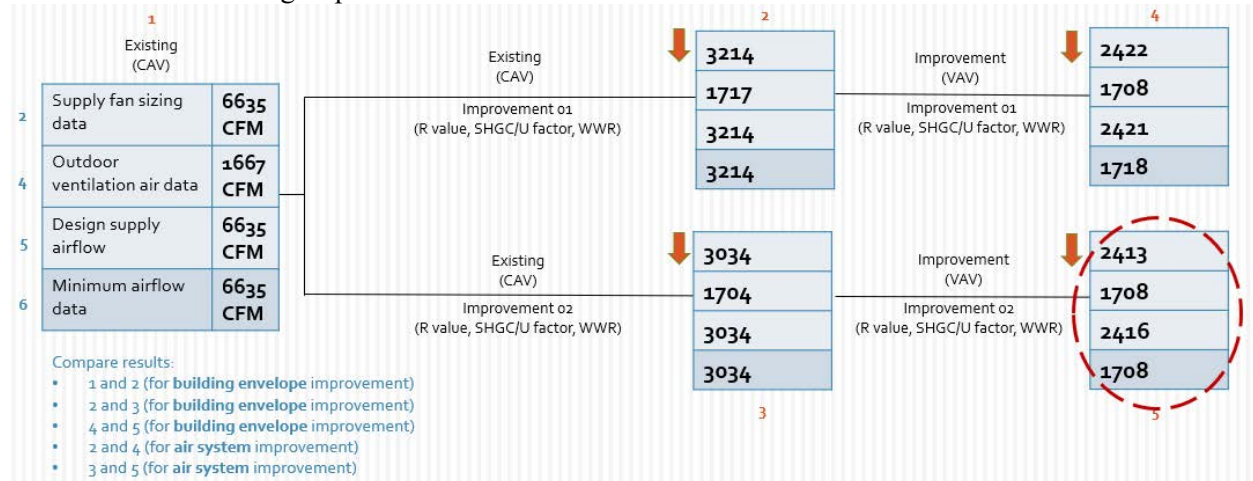 1
Existing
(CAV)
2
Supply fan sizing
data
6635
CFM
4
Outdoor
ventilation air data
1667
CFM
5
Design supply
airflow
6635
CFM
6
Minimum airflow
data
6635
CFM
Existing
(CAV)
Improvement 01
(R value, SHGC/U factor, WWR)
2
3214
1717
3214
3214
Improvement
(VAV)
Improvement 01
(R value, SHGC/U factor, WWR)
4
2422
1708
2421
1718
Existing
(CAV)
Improvement 02
(R value, SHGC/U factor, WWR)
3034
1704
3034
3034
3
Improvement
(VAV)
Improvement 02
(R value, SHGC/U factor, WWR)
2413
1708
2416
1708
5
Compare results:
• 1 and 2 (for building envelope improvement)
• 2 and 3 (for building envelope improvement)
• 4 and 5 (for building envelope improvement)
• 2 and 4 (for air system improvement)
• 3 and 5 (for air system improvement)